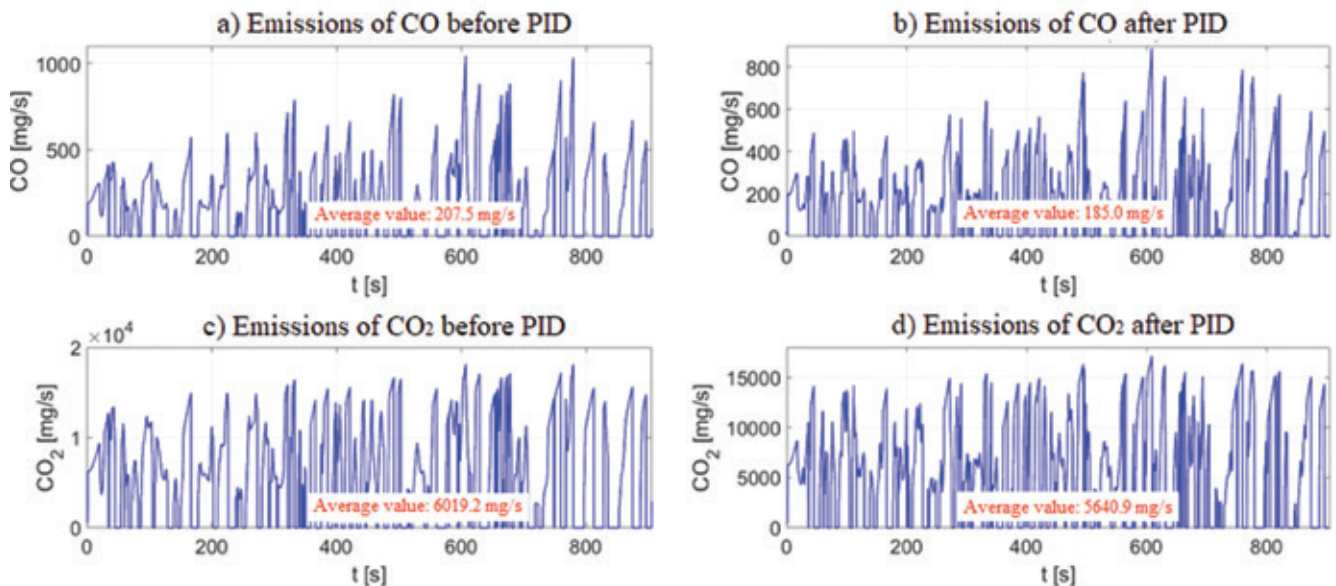 a) Emissions of CO before PID
1000
500
0
CO [mg/s]
Average value: 207.5 mg/s
0 200 400 600 800
t [s]
b) Emissions of CO after PID
800
600
400
200
0
CO [mg/s]
Average value: 185.0 mg/s
0 200 400 600 800
t [s]
c) Emissions of CO₂ before PID
×10⁴
2
1
0
CO₂ [mg/s]
Average value: 6019.2 mg/s
0 200 400 600 800
t [s]
d) Emissions of CO₂ after PID
15000
10000
5000
0
CO₂ [mg/s]
Average value: 5640.9 mg/s
0 200 400 600 800
t [s]